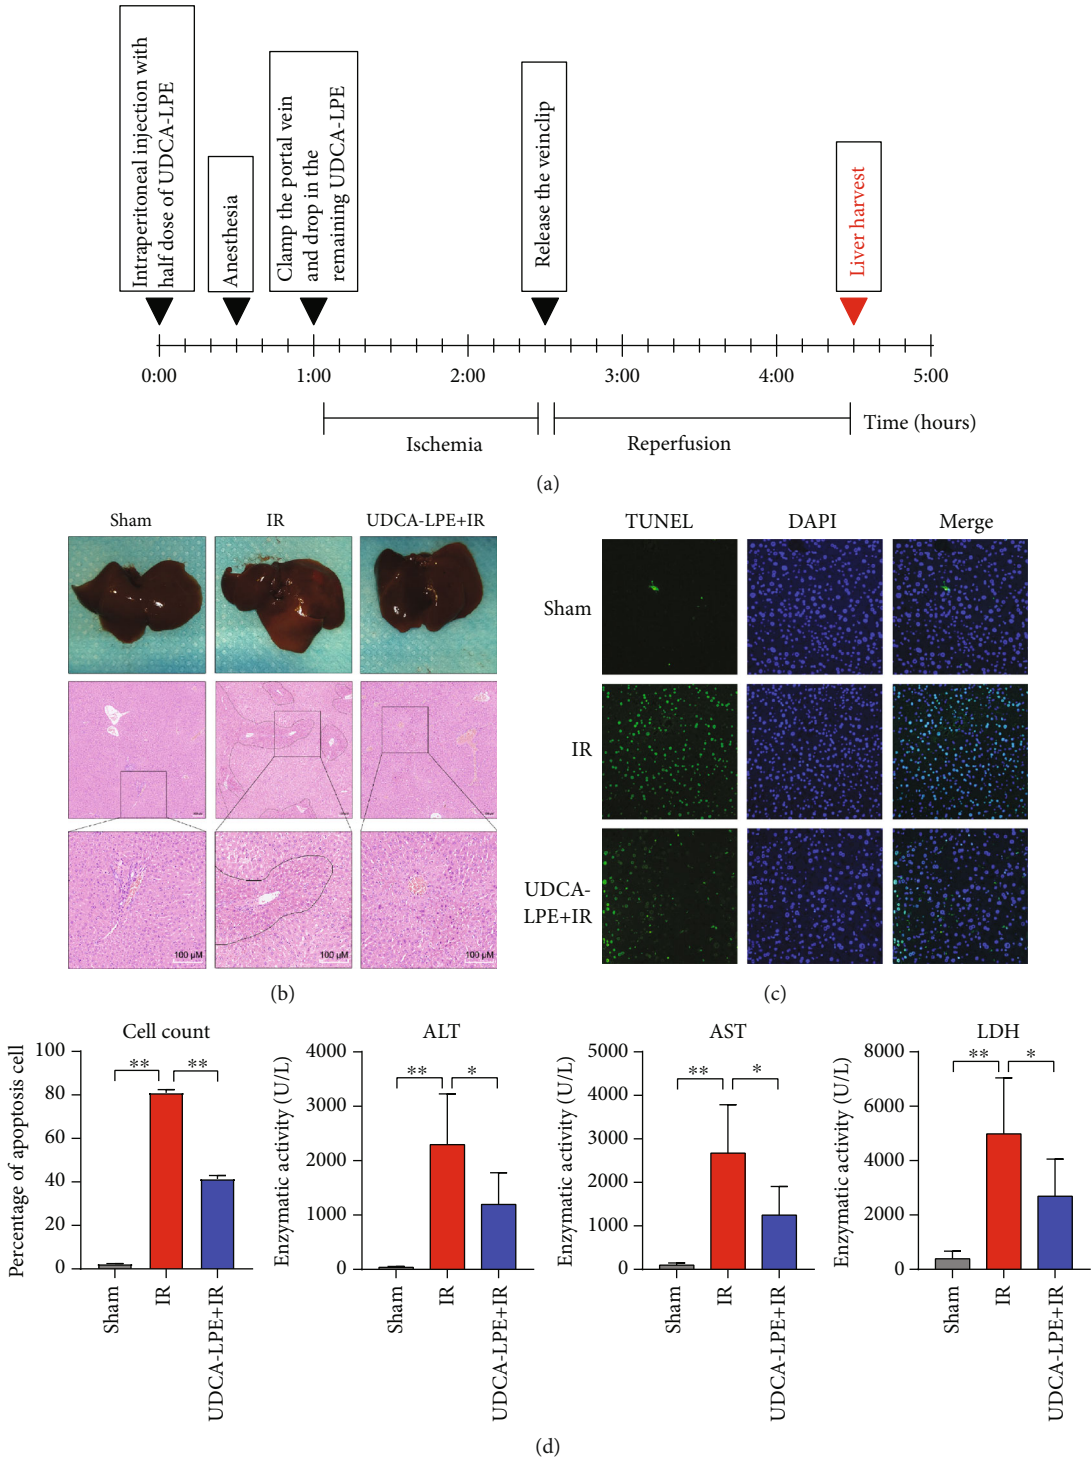 Intraperitoneal injection with
half dose of UDCA-LPE
Anesthesia
Clamp the portal vein
and drop in the
remaining UDCA-LPE
Release the veinclip
Liver harvest
0:00
1:00
2:00
3:00
4:00
5:00
Ischemia
Reperfusion
Time (hours)
(a)
Sham
IR
UDCA-LPE+IR
100 µM
100 µM
100 µM
(b)
TUNEL
DAPI
Merge
Sham
IR
UDCA-
LPE+IR
(c)
Cell count
Percentage of apoptosis cell
100
80
60
40
20
0
**
**
Sham
IR
UDCA-LPE+IR
ALT
Enzymatic activity (U/L)
4000
3000
2000
1000
0
**
*
Sham
IR
UDCA-LPE+IR
AST
Enzymatic activity (U/L)
5000
4000
3000
2000
1000
0
**
*
Sham
IR
UDCA-LPE+IR
LDH
Enzymatic activity (U/L)
8000
6000
4000
2000
0
**
*
Sham
IR
UDCA-LPE+IR
(d)